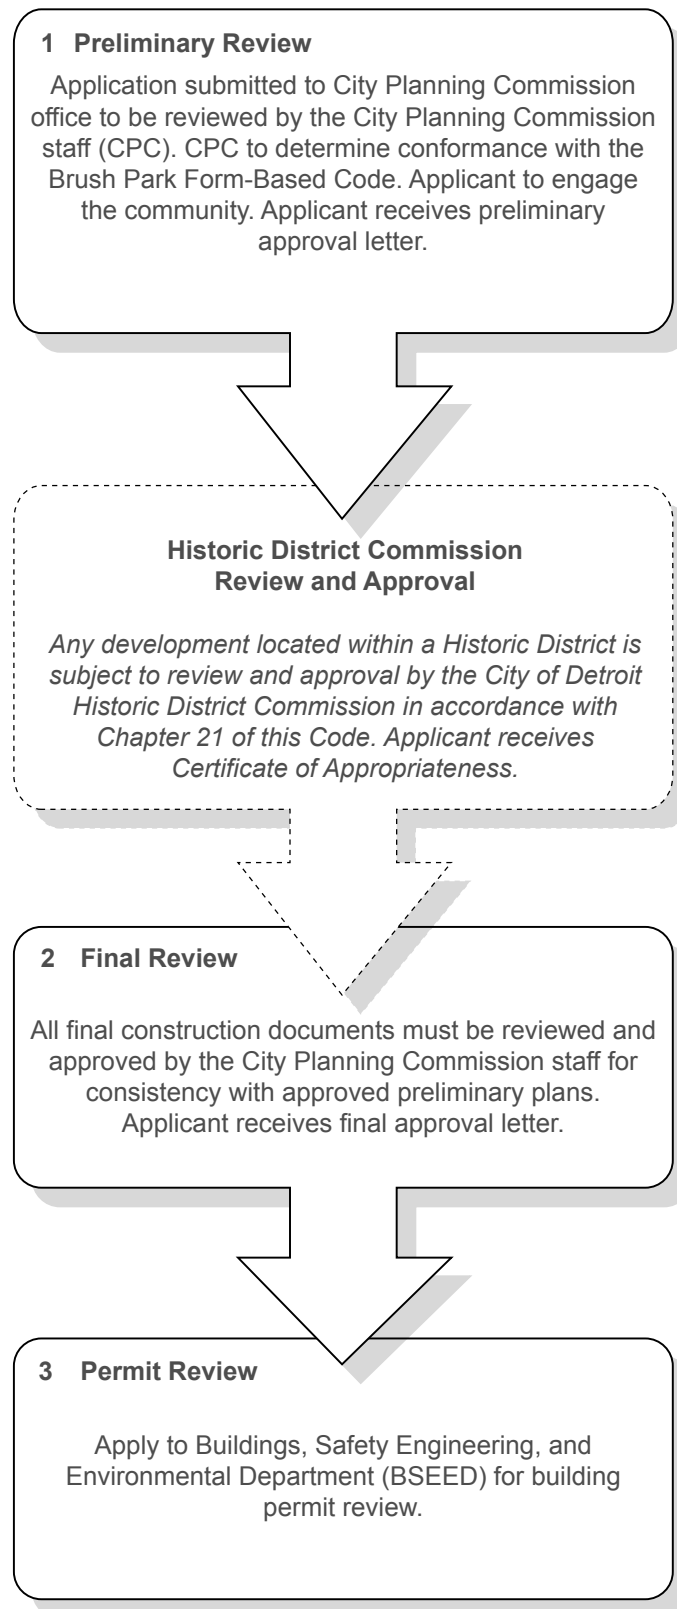 1 Preliminary Review
Application submitted to City Planning Commission
office to be reviewed by the City Planning Commission
staff (CPC). CPC to determine conformance with the
Brush Park Form-Based Code. Applicant to engage
the community. Applicant receives preliminary
approval letter.
Historic District Commission
Review and Approval
Any development located within a Historic District is
subject to review and approval by the City of Detroit
Historic District Commission in accordance with
Chapter 21 of this Code. Applicant receives
Certificate of Appropriateness.
2 Final Review
All final construction documents must be reviewed and
approved by the City Planning Commission staff for
consistency with approved preliminary plans.
Applicant receives final approval letter.
3 Permit Review
Apply to Buildings, Safety Engineering, and
Environmental Department (BSEED) for building
permit review.